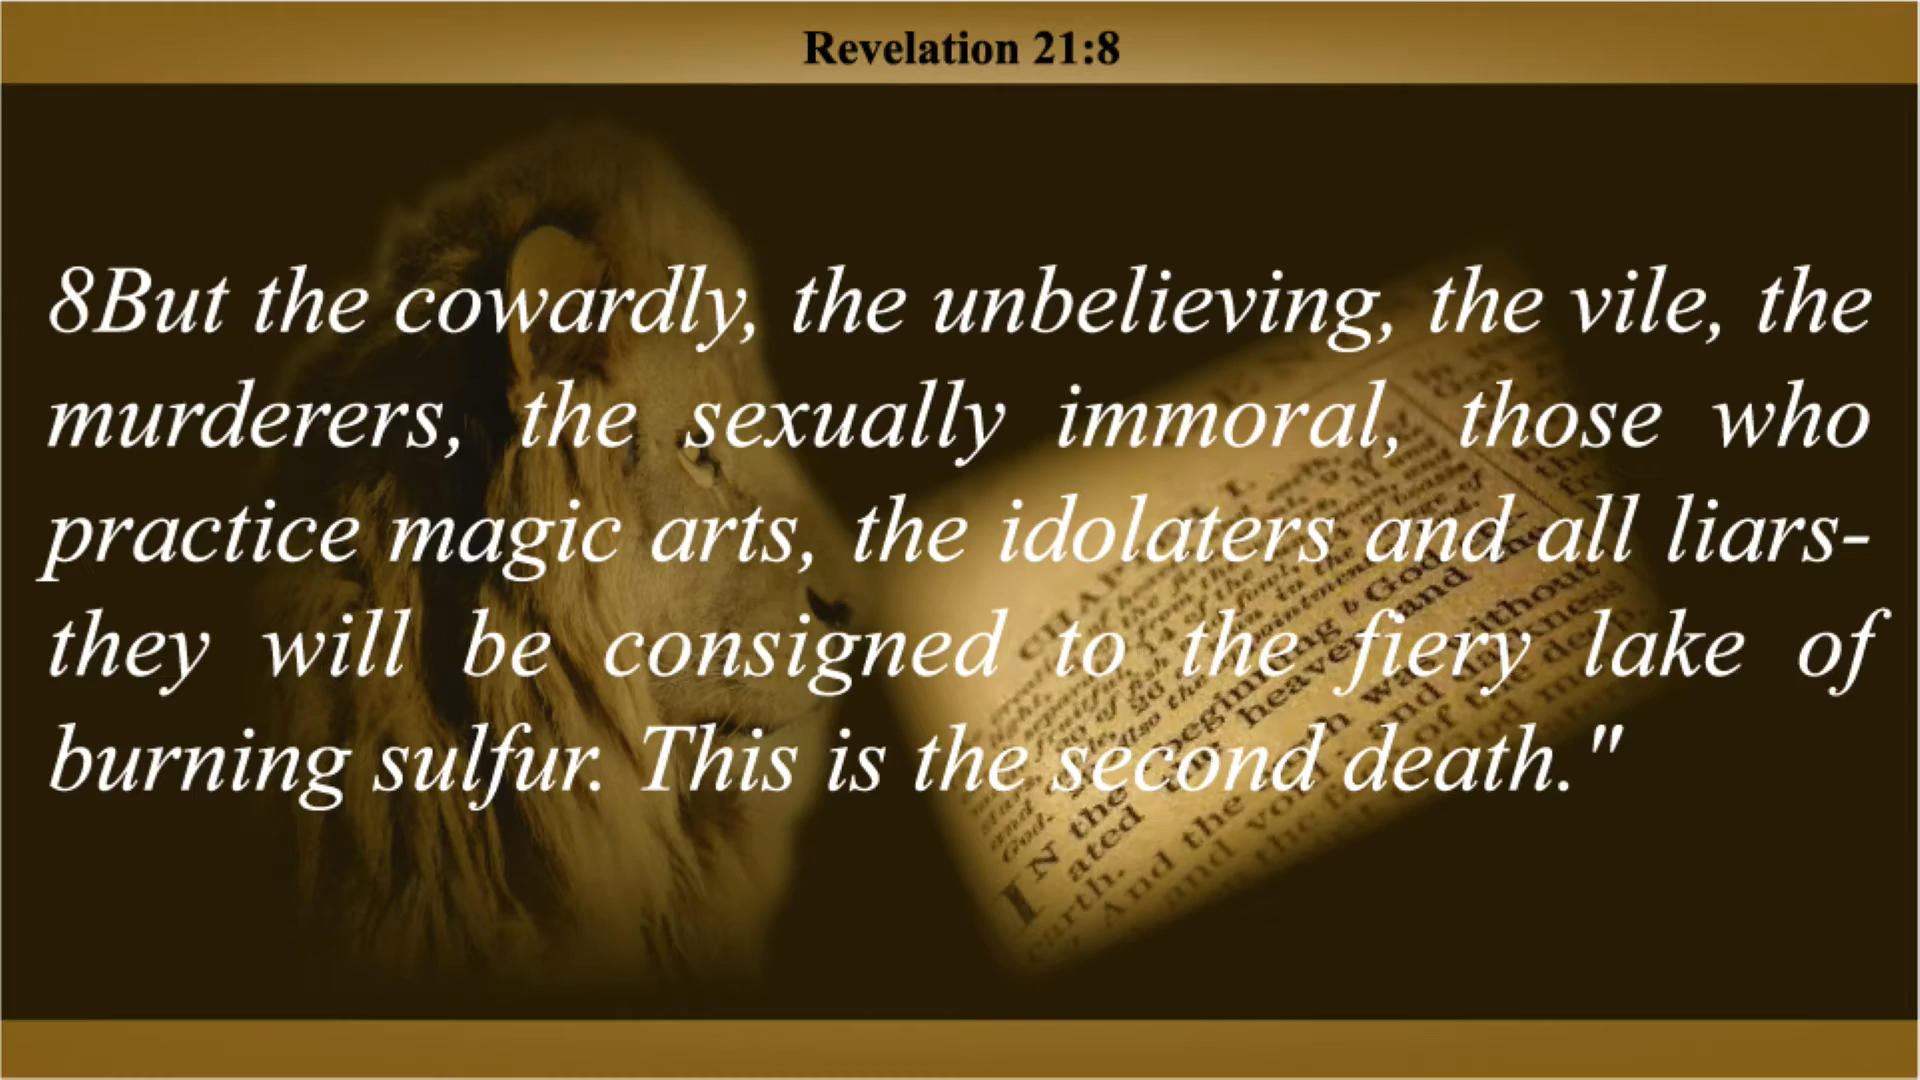 Revelation 21:8
8But the cowardly, the unbelieving, the vile, the
murderers, the sexually immoral, those who
practice magic arts, the idolaters and all liars-
they will be consigned to the fiery lake of
burning sulfur. This is the second death."